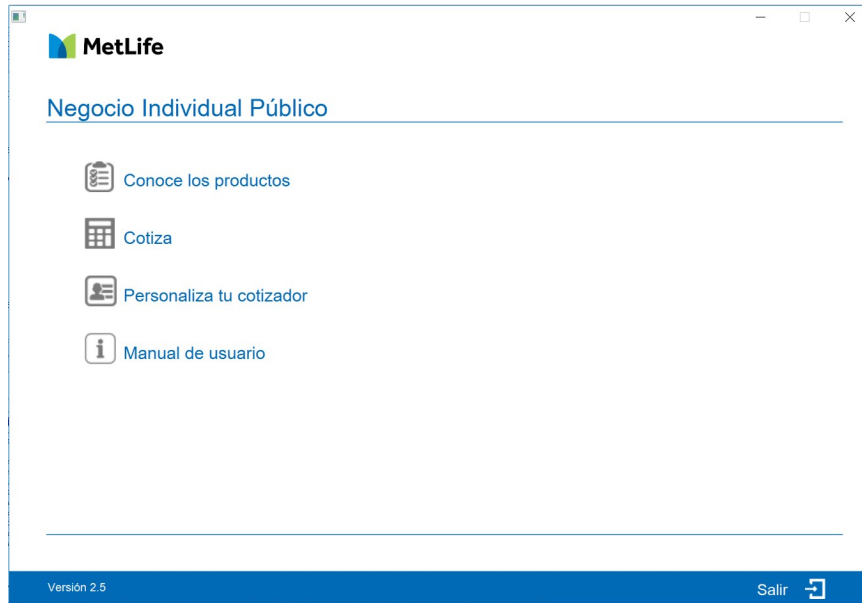 MetLife
Negocio Individual Público
Conoce los productos
Cotiza
Personaliza tu cotizador
Manual de usuario
Versión 2.5
Salir